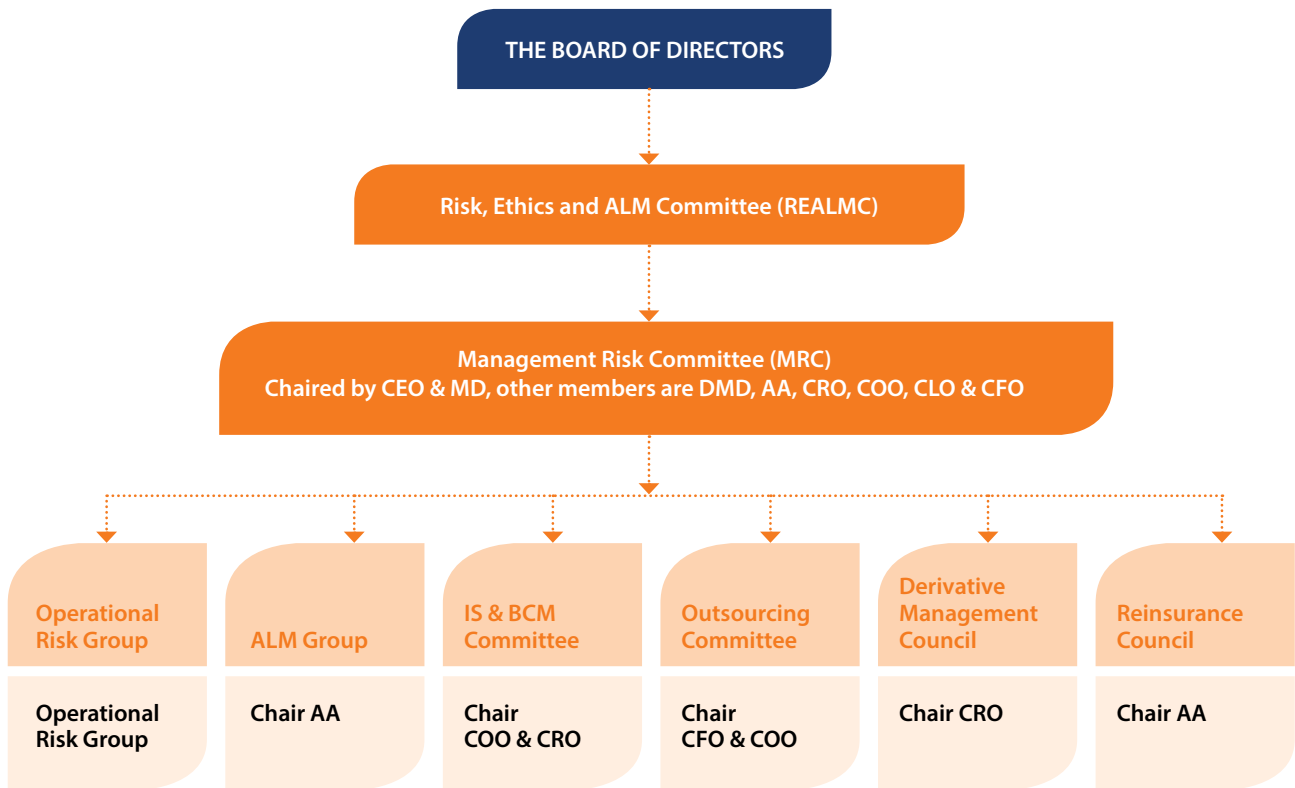 THE BOARD OF DIRECTORS
Risk, Ethics and ALM Committee (REALMC)
Management Risk Committee (MRC)
Chaired by CEO & MD, other members are DMD, AA, CRO, COO, CLO & CFO
Operational
Risk Group
ALM Group
IS & BCM
Committee
Outsourcing
Committee
Derivative
Management
Council
Reinsurance
Council
Operational
Risk Group
Chair AA
Chair
COO & CRO
Chair
CFO & COO
Chair CRO
Chair AA